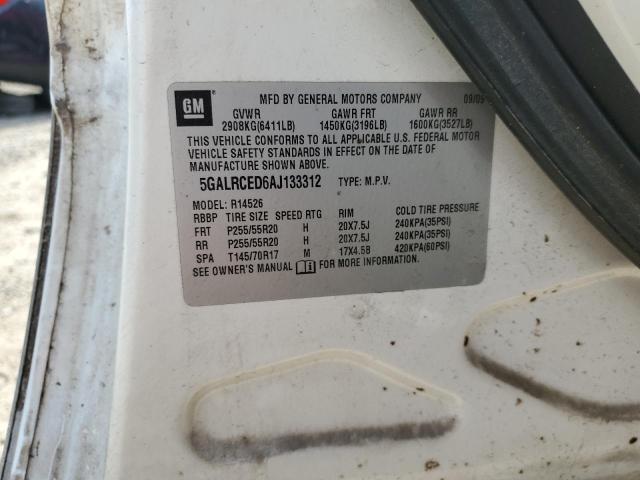 GM
MFD BY GENERAL MOTORS COMPANY 09/09
GVWR GAWR FRT GAWR RR
2908KG(6411LB) 1450KG(3196LB) 1600KG(3527LB)
THIS VEHICLE CONFORMS TO ALL APPLICABLE U.S. FEDERAL MOTOR
VEHICLE SAFETY STANDARDS IN EFFECT ON THE DATE OF
MANUFACTURE SHOWN ABOVE.
5GALRCED6AJ133312 TYPE: M.P.V.
MODEL: R14526
RBBP TIRE SIZE SPEED RTG RIM COLD TIRE PRESSURE
FRT P255/55R20 H 20X7.5J 240KPA(35PSI)
RR P255/55R20 H 20X7.5J 240KPA(35PSI)
SPA T145/70R17 M 17X4.5B 420KPA(60PSI)
SEE OWNER'S MANUAL FOR MORE INFORMATION.